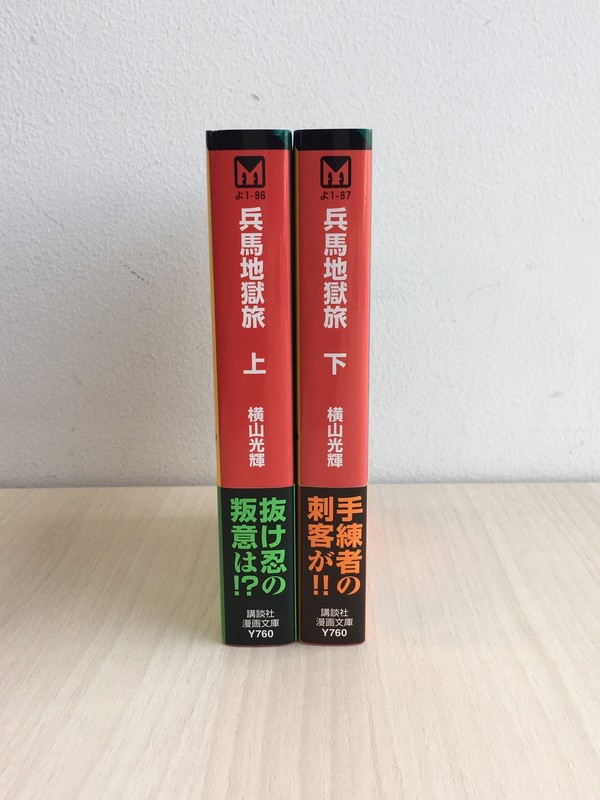 よ1-86
兵馬地獄旅 上
横山光輝
抜け忍の
叛意は!?
講談社
漫画文庫
Y760
よ1-87
兵馬地獄旅 下
横山光輝
手練者の
刺客が!!
講談社
漫画文庫
Y760